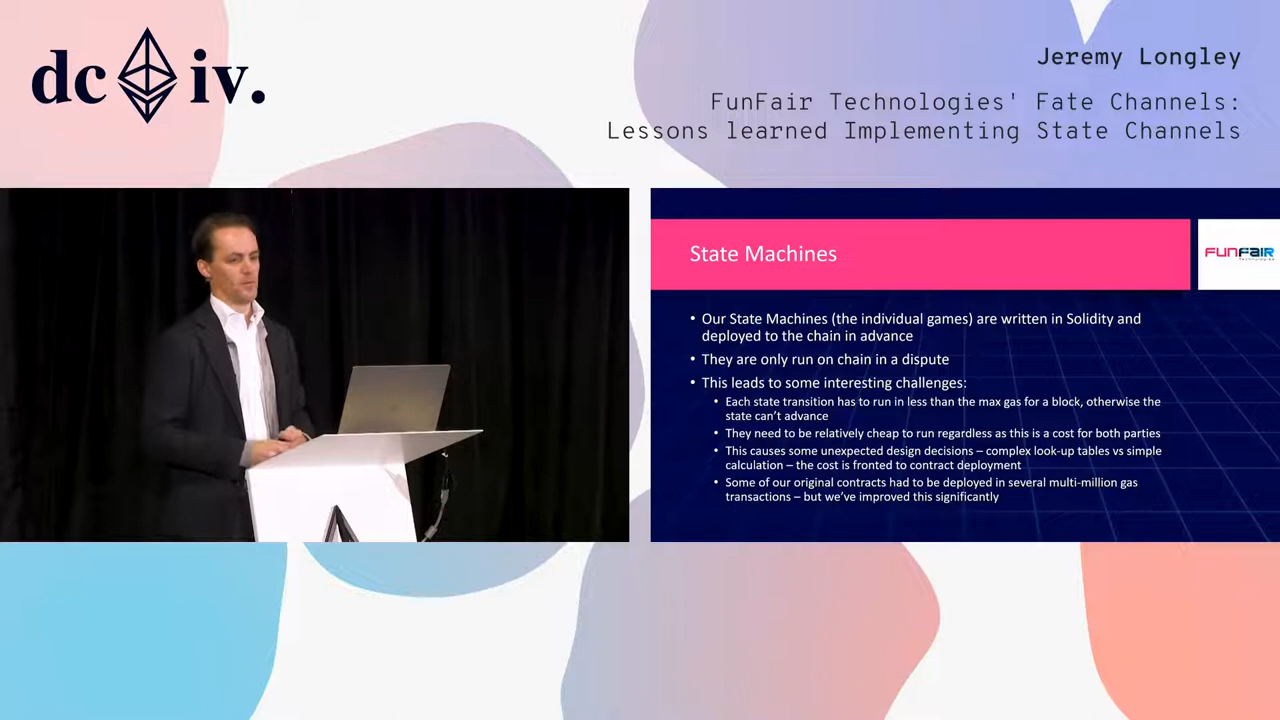 dc iv.
Jeremy Longley
FunFair Technologies' Fate Channels:
Lessons learned Implementing State Channels
State Machines
FUNFAIR
Technologies
• Our State Machines (the individual games) are written in Solidity and
deployed to the chain in advance
• They are only run on chain in a dispute
• This leads to some interesting challenges:
• Each state transition has to run in less than the max gas for a block, otherwise the
state can't advance
• They need to be relatively cheap to run regardless as this is a cost for both parties
• This causes some unexpected design decisions – complex look-up tables vs simple
calculation – the cost is fronted to contract deployment
• Some of our original contracts had to be deployed in several multi-million gas
transactions – but we've improved this significantly